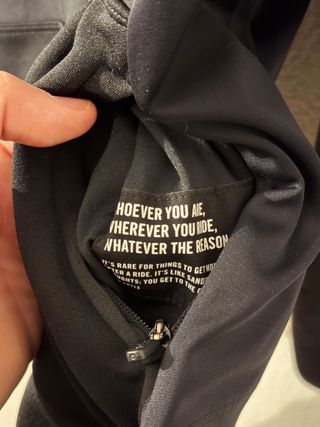 HOEVER YOU ARE,
WHEREVER YOU RIDE,
WHATEVER THE REASON
IT'S RARE FOR THINGS TO GET
A RIDE. IT'S LIKE
YOU GET TO THE